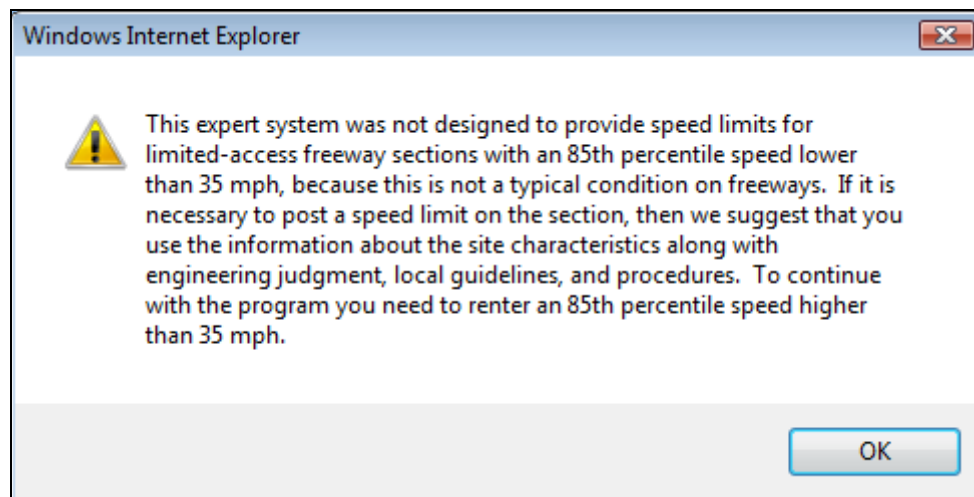 Windows Internet Explorer
This expert system was not designed to provide speed limits for
limited-access freeway sections with an 85th percentile speed lower
than 35 mph, because this is not a typical condition on freeways.  If it is
necessary to post a speed limit on the section, then we suggest that you
use the information about the site characteristics along with
engineering judgment, local guidelines, and procedures.  To continue
with the program you need to renter an 85th percentile speed higher
than 35 mph.
OK